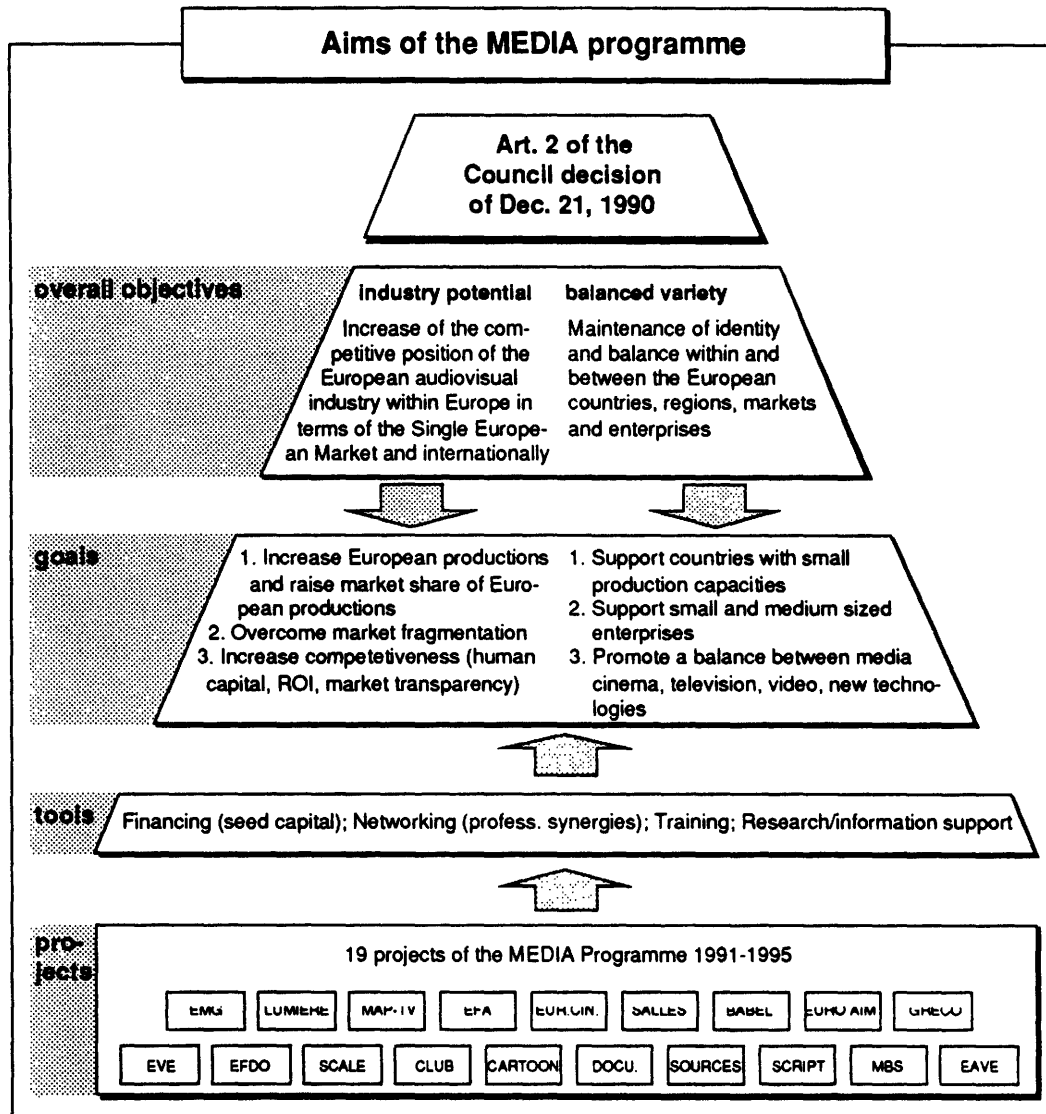 Aims of the MEDIA programme
Art. 2 of the
Council decision
of Dec. 21, 1990
overall objectives
industry potential
Increase of the com-
petitive position of the
European audiovisual
industry within Europe in
terms of the Single Europe-
an Market and internationally
balanced variety
Maintenance of identity
and balance within and
between the European
countries, regions, markets
and enterprises
goals
1. Increase European productions
and raise market share of Euro-
pean productions
2. Overcome market fragmentation
3. Increase competetiveness (human
capital, ROI, market transparency)
1. Support countries with small
production capacities
2. Support small and medium sized
enterprises
3. Promote a balance between media
cinema, television, video, new techno-
logies
tools
Financing (seed capital); Networking (profess. synergies); Training; Research/information support
pro-
jects
19 projects of the MEDIA Programme 1991-1995
EMG LUMIERE MAP-TV EFA EUR.CIN. SALLES BABEL EURO AIM GRECO
EVE EFDO SCALE CLUB CARTOON DOCU. SOURCES SCRIPT MBS EAVE